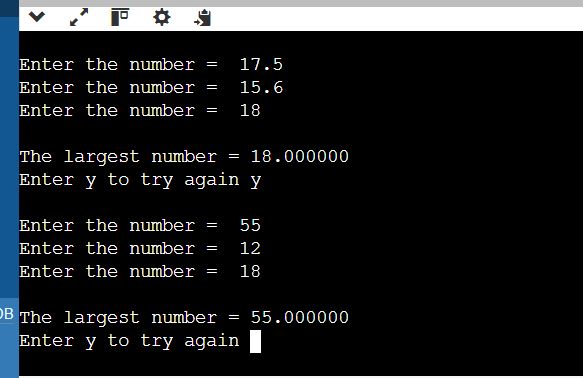 Enter the number =  17.5
Enter the number =  15.6
Enter the number =  18
The largest number = 18.000000
Enter y to try again y
Enter the number =  55
Enter the number =  12
Enter the number =  18
DB
The largest number = 55.000000
Enter y to try again